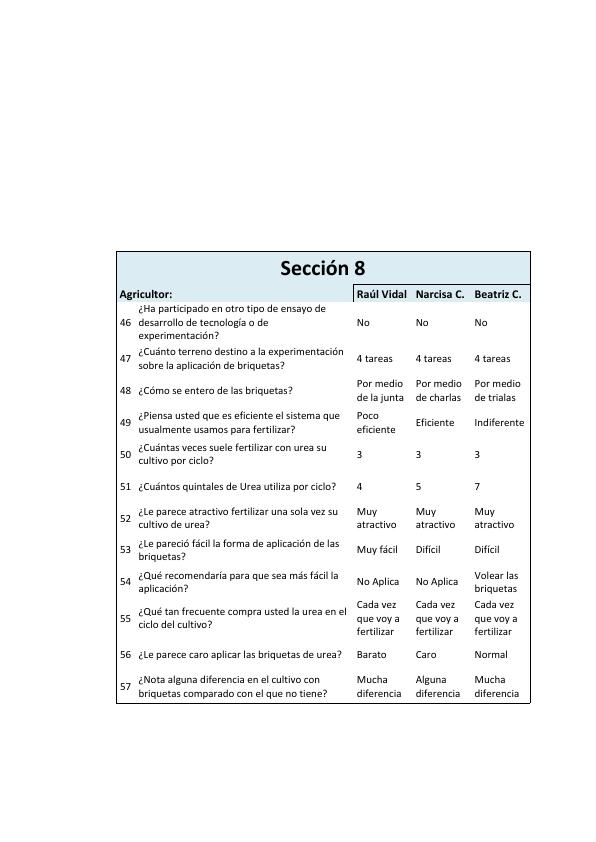 Sección 8
Agricultor: Raúl Vidal Narcisa C. Beatriz C.
46 ¿Ha participado en otro tipo de ensayo de
desarrollo de tecnología o de
experimentación? No No No
47 ¿Cuánto terreno destino a la experimentación
sobre la aplicación de briquetas? 4 tareas 4 tareas 4 tareas
48 ¿Cómo se entero de las briquetas? Por medio
de la junta Por medio
de charlas Por medio
de trialas
49 ¿Piensa usted que es eficiente el sistema que
usualmente usamos para fertilizar? Poco
eficiente Eficiente Indiferente
50 ¿Cuántas veces suele fertilizar con urea su
cultivo por ciclo? 3 3 3
51 ¿Cuántos quintales de Urea utiliza por ciclo? 4 5 7
52 ¿Le parece atractivo fertilizar una sola vez su
cultivo de urea? Muy
atractivo Muy
atractivo Muy
atractivo
53 ¿Le pareció fácil la forma de aplicación de las
briquetas? Muy fácil Difícil Difícil
54 ¿Qué recomendaría para que sea más fácil la
aplicación? No Aplica No Aplica Volear las
briquetas
55 ¿Qué tan frecuente compra usted la urea en el
ciclo del cultivo? Cada vez
que voy a
fertilizar Cada vez
que voy a
fertilizar Cada vez
que voy a
fertilizar
56 ¿Le parece caro aplicar las briquetas de urea? Barato Caro Normal
57 ¿Nota alguna diferencia en el cultivo con
briquetas comparado con el que no tiene? Mucha
diferencia Alguna
diferencia Mucha
diferencia